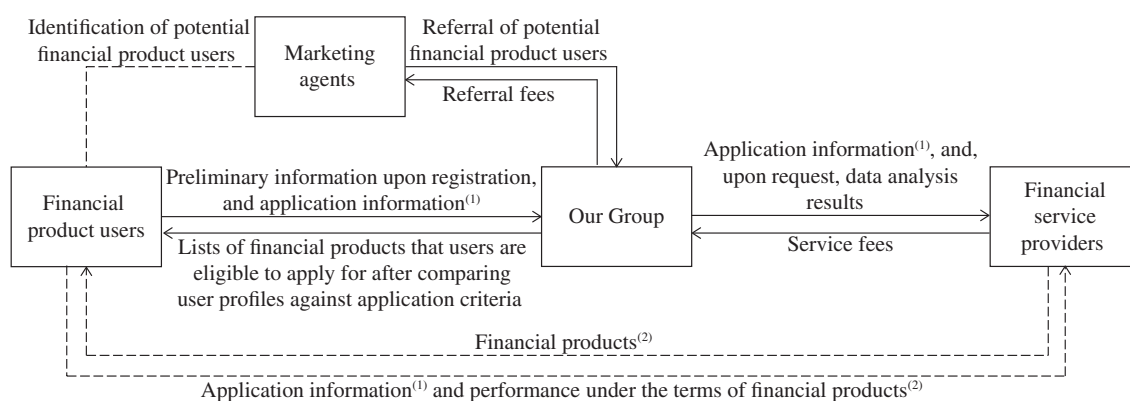 Identification of potential
financial product users
Marketing
agents
Referral of potential
financial product users
Referral fees
Financial
product users
Preliminary information upon registration,
and application information(1)
Lists of financial products that users are
eligible to apply for after comparing
user profiles against application criteria
Our Group
Application information(1), and,
upon request, data analysis
results
Service fees
Financial
service
providers
Financial products(2)
Application information(1) and performance under the terms of financial products(2)